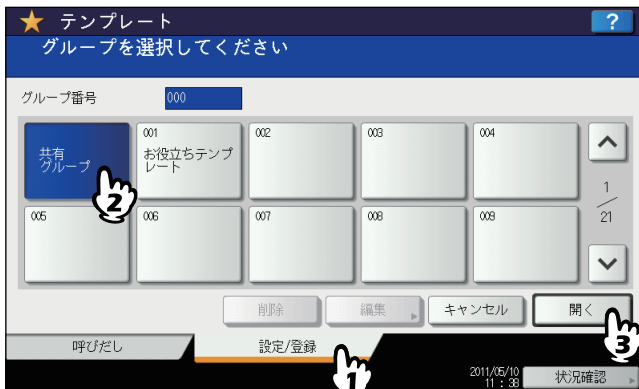 テンプレート
?
グループを選択してください
グループ番号 000
共有
グループ
001
お役立ちテンプ
レート
002
003
004
1
21
005
006
007
008
009
削除
編集
キャンセル
開く
呼びだし
設定/登録
2
3
1
2011/05/10
11 : 38
状況確認